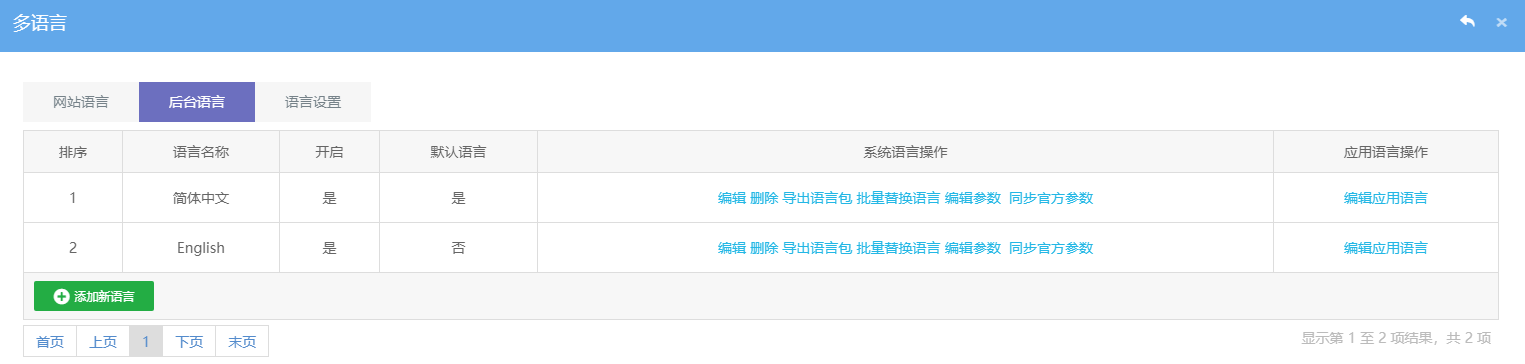 多语言
网站语言 后台语言 语言设置
排序 语言名称 开启 默认语言 系统语言操作 应用语言操作
1 简体中文 是 是 编辑 删除 导出语言包 批量替换语言 编辑参数 同步官方参数 编辑应用语言
2 English 是 否 编辑 删除 导出语言包 批量替换语言 编辑参数 同步官方参数 编辑应用语言
添加新语言
首页 上页 1 下页 末页 显示第 1 至 2 项结果，共 2 项